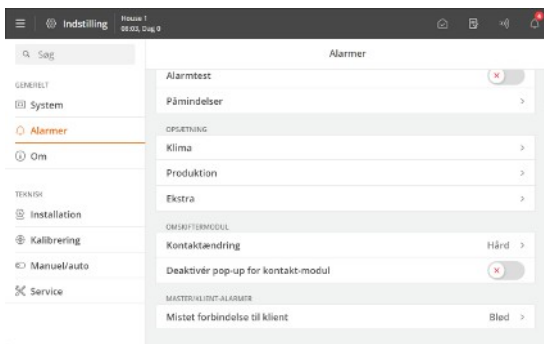 Indstilling
House 1
08:03, Dag 0
Søg
GENERELT
System
Alarmer
Om
TEKNISK
Installation
Kalibrering
Manuel/auto
Service
Alarmer
Alarmtest
Påmindelser
OPSÆTNING
Klima
Produktion
Ekstra
OMSKIFTERMODUL
Kontaktændring Hård
Deaktivér pop-up for kontakt-modul
MASTER/KLIENT-ALARMER
Mistet forbindelse til klient Blød